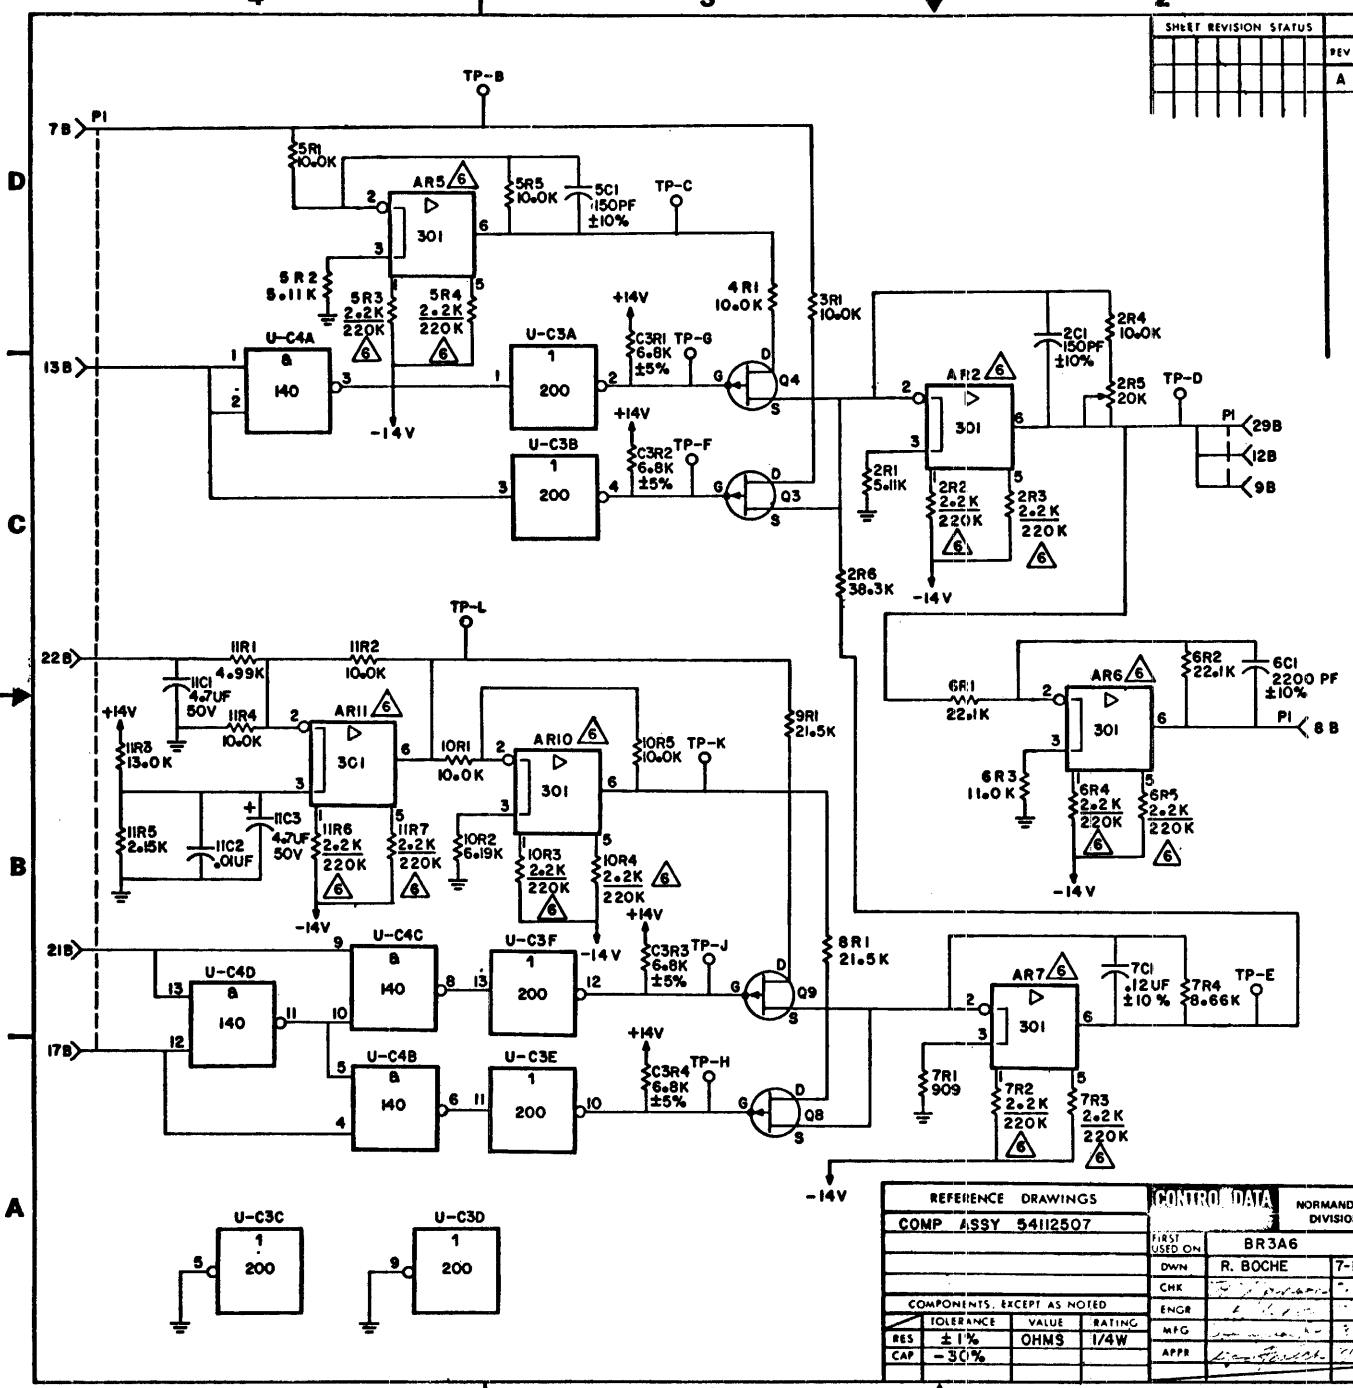 SHEET REVISION STATUS
REV
A
4
3
2
D
C
B
A
TP-B
7B
P1
5R1
10.0K
AR5
6
2
301
3
6
1
5
5R5
10.0K
5C1
150PF
±10%
TP-C
5R2
5.11K
5R3
2.2K
220K
6
5R4
2.2K
220K
6
-14V
4R1
10.0K
3R1
10.0K
13B
U-C4A
1
2
&
140
3
U-C3A
1
1
200
2
+14V
C3R1
6.8K
±5%
TP-G
G
D
Q4
S
U-C3B
3
1
200
4
+14V
C3R2
6.8K
±5%
TP-F
G
D
Q3
S
2C1
150PF
±10%
2R4
10.0K
2R5
20K
TP-D
P1
29B
12B
9B
AR2
6
2
301
3
6
1
5
2R1
5.11K
2R2
2.2K
220K
6
2R3
2.2K
220K
6
-14V
2R6
38.3K
TP-L
22B
11R1
4.99K
11R2
10.0K
11C1
4.7UF
50V
11R4
10.0K
+14V
11R3
13.0K
11R5
2.15K
11C2
.01UF
+
11C3
4.7UF
50V
AR11
6
2
301
3
6
1
5
11R6
2.2K
220K
6
11R7
2.2K
220K
6
-14V
10R1
10.0K
AR10
6
2
301
3
6
1
5
10R2
6.19K
10R3
2.2K
220K
6
10R4
2.2K
220K
6
-14V
10R5
10.0K
TP-K
9R1
21.5K
6R1
22.1K
AR6
6
2
301
3
6
1
5
6R2
22.1K
6C1
2200 PF
±10%
P1
8B
6R3
11.0K
6R4
2.2K
220K
6
6R5
2.2K
220K
6
-14V
21B
17B
U-C4D
13
12
&
140
11
U-C4C
9
10
&
140
8
U-C3F
13
1
200
12
+14V
C3R3
6.8K
±5%
TP-J
G
D
Q9
S
8R1
21.5K
U-C4B
5
4
&
140
6
U-C3E
11
1
200
10
+14V
C3R4
6.8K
±5%
TP-H
G
D
Q8
S
AR7
6
2
301
3
6
1
5
7C1
.12UF
±10%
7R4
8.66K
TP-E
7R1
909
7R2
2.2K
220K
6
7R3
2.2K
220K
6
-14V
U-C3C
5
1
200
U-C3D
9
1
200
REFERENCE DRAWINGS
COMP ASSY 54112507
COMPONENTS, EXCEPT AS NOTED
TOLERANCE VALUE RATING
RES ±1% OHMS 1/4W
CAP -30%
CONTROL DATA
NORMAND
DIVISIO
FIRST USED ON BR3A6
DWN R. BOCHE 7-
CHK
ENGR
MFG
APPR